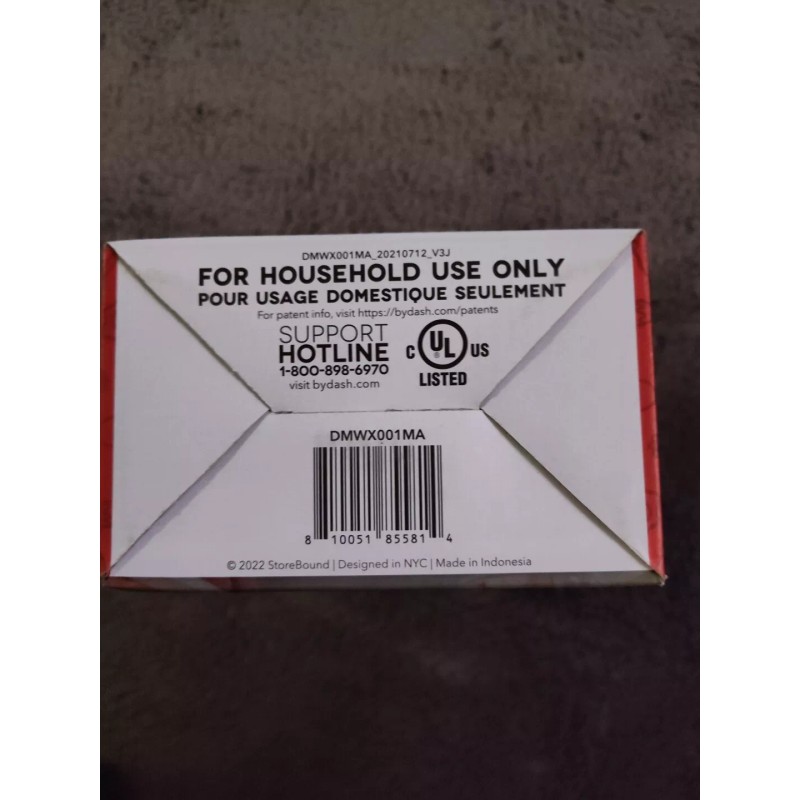 DMWX001MA_20210712_V3J
FOR HOUSEHOLD USE ONLY
POUR USAGE DOMESTIQUE SEULEMENT
For patent info, visit https://bydash.com/patents
SUPPORT
HOTLINE
1-800-898-6970
visit bydash.com
C UL ® US
LISTED
DMWX001MA
8 10051 85581 4
© 2022 StoreBound | Designed in NYC | Made in Indonesia